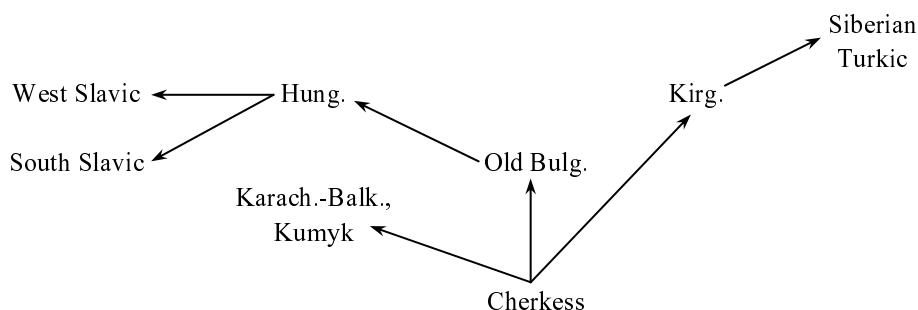 Siberian
Turkic
West Slavic
Hung.
Kirg.
South Slavic
Old Bulg.
Karach.-Balk.,
Kumyk
Cherkess